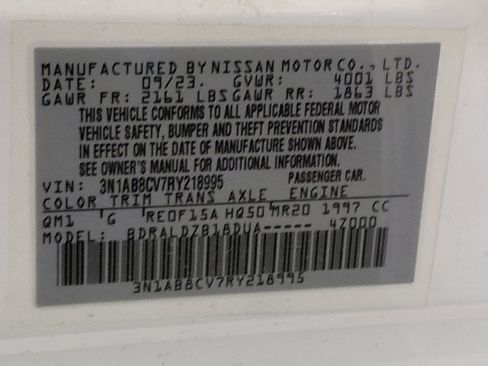 MANUFACTURED BY NISSAN MOTOR CO., LTD.
DATE: 09/23. GVWR: 4001 LBS
GAWR FR: 2161 LBS GAWR RR: 1863 LBS
THIS VEHICLE CONFORMS TO ALL APPLICABLE FEDERAL MOTOR
VEHICLE SAFETY, BUMPER AND THEFT PREVENTION STANDARDS
IN EFFECT ON THE DATE OF MANUFACTURE SHOWN ABOVE.
SEE OWNER'S MANUAL FOR ADDITIONAL INFORMATION.
VIN: 3N1AB8CV7RY218995 PASSENGER CAR.
COLOR TRIM TRANS AXLE ENGINE
QM1 'G 'RE0F15A HQ50 'MR20 1997 CC
MODEL: BDRALDZB18DUA----- 4Z000
3N1AB8CV7RY218995